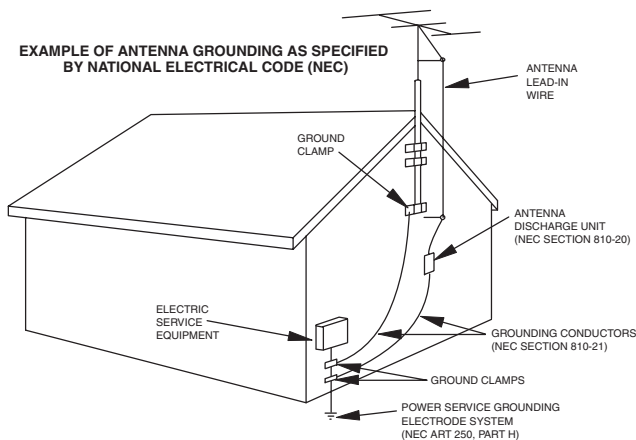 EXAMPLE OF ANTENNA GROUNDING AS SPECIFIED
BY NATIONAL ELECTRICAL CODE (NEC)
ANTENNA
LEAD-IN
WIRE
GROUND
CLAMP
ANTENNA
DISCHARGE UNIT
(NEC SECTION 810-20)
ELECTRIC
SERVICE
EQUIPMENT
GROUNDING CONDUCTORS
(NEC SECTION 810-21)
GROUND CLAMPS
POWER SERVICE GROUNDING
ELECTRODE SYSTEM
(NEC ART 250, PART H)